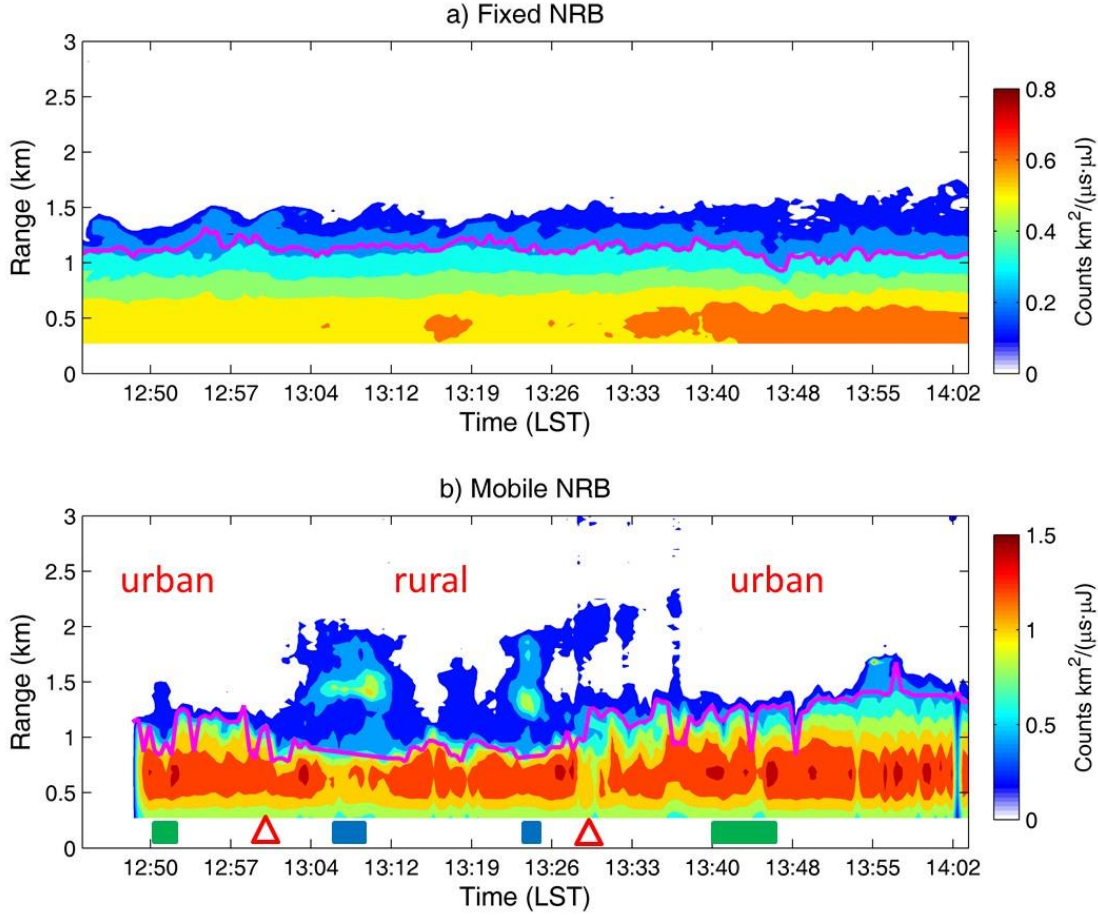 a) Fixed NRB
3
2.5
2
1.5
1
0.5
0
Range (km)
12:50 12:57 13:04 13:12 13:19 13:26 13:33 13:40 13:48 13:55 14:02
Time (LST)
0.8
0.6
0.4
0.2
0
Counts km²/(μs·μJ)
b) Mobile NRB
3
2.5
2
1.5
1
0.5
0
Range (km)
urban rural urban
12:50 12:57 13:04 13:12 13:19 13:26 13:33 13:40 13:48 13:55 14:02
Time (LST)
1.5
1
0.5
0
Counts km²/(μs·μJ)